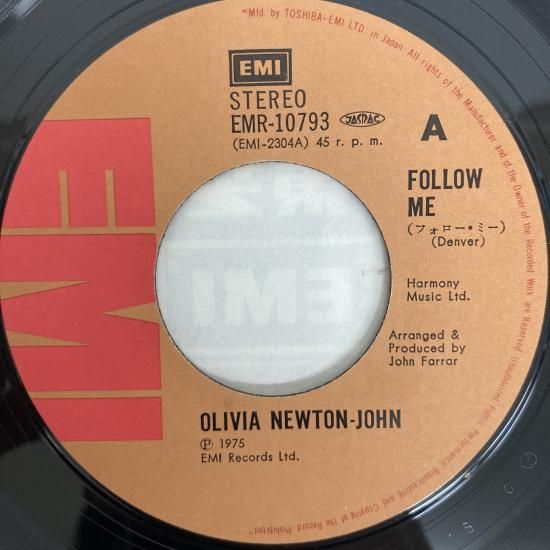 *Mfd. by TOSHIBA-EMI LTD. in Japan. All rights of the Manufacturer and of the Owner of the Recorded Work are Reserved Unauthorized Public Performance Broadcasting and Copying of the Record Prohibited*
EMI
STEREO
EMR-10793 JASRAC
(EMI-2304A) 45 r. p. m.
A
FOLLOW
ME
(フォロー・ミー)
(Denver)
Harmony
Music Ltd.
Arranged &
Produced by
John Farrar
EMI
EMI
OLIVIA NEWTON-JOHN
Ⓟ 1975
EMI Records Ltd.